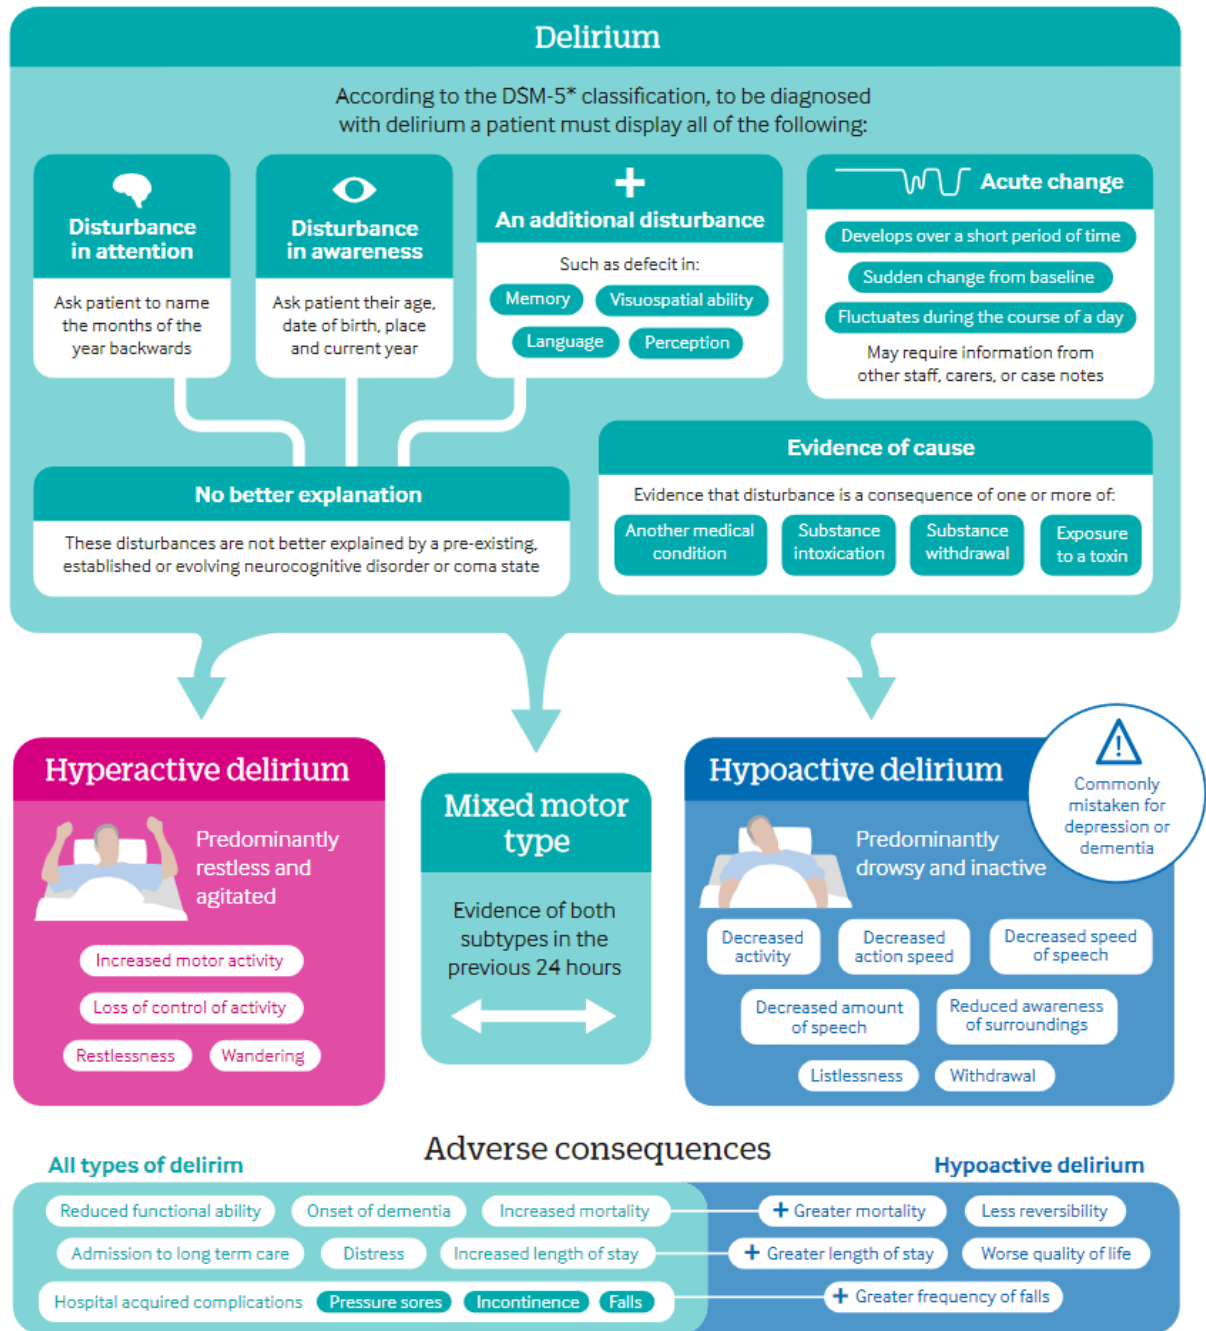 Delirium
According to the DSM-5* classification, to be diagnosed
with delirium a patient must display all of the following:
Disturbance
in attention
Ask patient to name
the months of the
year backwards
Disturbance
in awareness
Ask patient their age,
date of birth, place
and current year
+
An additional disturbance
Such as defecit in:
Memory
Visuospatial ability
Language
Perception
Acute change
Develops over a short period of time
Sudden change from baseline
Fluctuates during the course of a day
May require information from
other staff, carers, or case notes
No better explanation
These disturbances are not better explained by a pre-existing,
established or evolving neurocognitive disorder or coma state
Evidence of cause
Evidence that disturbance is a consequence of one or more of:
Another medical
condition
Substance
intoxication
Substance
withdrawal
Exposure
to a toxin
Hyperactive delirium
Predominantly
restless and
agitated
Increased motor activity
Loss of control of activity
Restlessness
Wandering
Mixed motor
type
Evidence of both
subtypes in the
previous 24 hours
Hypoactive delirium
!
Commonly
mistaken for
depression or
dementia
Predominantly
drowsy and inactive
Decreased
activity
Decreased
action speed
Decreased speed
of speech
Decreased amount
of speech
Reduced awareness
of surroundings
Listlessness
Withdrawal
Adverse consequences
All types of delirim
Reduced functional ability
Onset of dementia
Increased mortality
Admission to long term care
Distress
Increased length of stay
Hospital acquired complications
Pressure sores
Incontinence
Falls
Hypoactive delirium
+ Greater mortality
Less reversibility
+ Greater length of stay
Worse quality of life
+ Greater frequency of falls